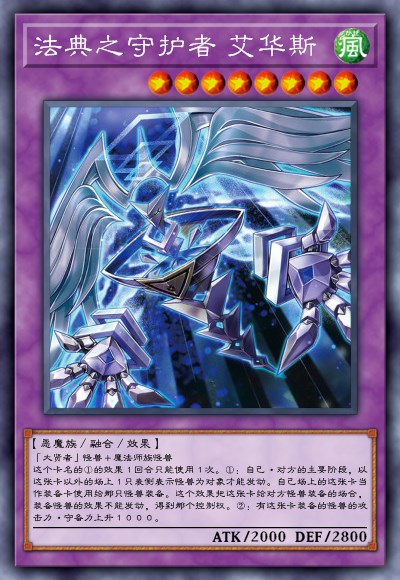 法典之守护者 艾华斯
風
【恶魔族／融合／效果】
「大贤者」怪兽＋魔法师族怪兽
这个卡名的①的效果１回合只能使用１次。①：自己·对方的主要阶段，以
这张卡以外的场上１只表侧表示怪兽为对象才能发动。自己场上的这张卡当
作装备卡使用给那只怪兽装备。这个效果把这张卡给对方怪兽装备的场合，
装备怪兽的效果不能发动，得到那个控制权。②：有这张卡装备的怪兽的攻
击力·守备力上升１０００。
ATK/2000 DEF/2800